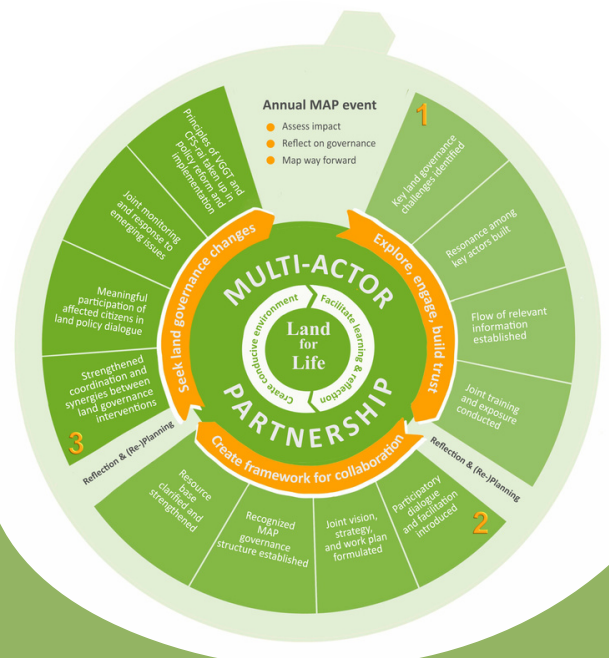 Annual MAP event
Assess impact
Reflect on governance
Map way forward
1
Key land governance
challenges identified
Resonance among
key actors built
Flow of relevant
information
established
Joint training
and exposure
conducted
Explore, engage, build trust
Reflection & (Re-)Planning
2
Participatory
dialogue
and facilitation
introduced
Joint vision,
strategy,
and work plan
formulated
Recognized
MAP
governance
structure established
Resource
base
clarified and
strengthened
Create framework for collaboration
Reflection & (Re-)Planning
3
Strengthened
coordination and
synergies between
land governance
interventions
Meaningful
participation of
affected citizens in
land policy dialogue
Joint monitoring
and response to
emerging issues
Principles of VGGT and
CFS-rai taken up in
policy reform and
implementation
Seek land governance changes
MULTI-ACTOR
PARTNERSHIP
Create conducive environment
Facilitate learning & reflection
Land
for
Life